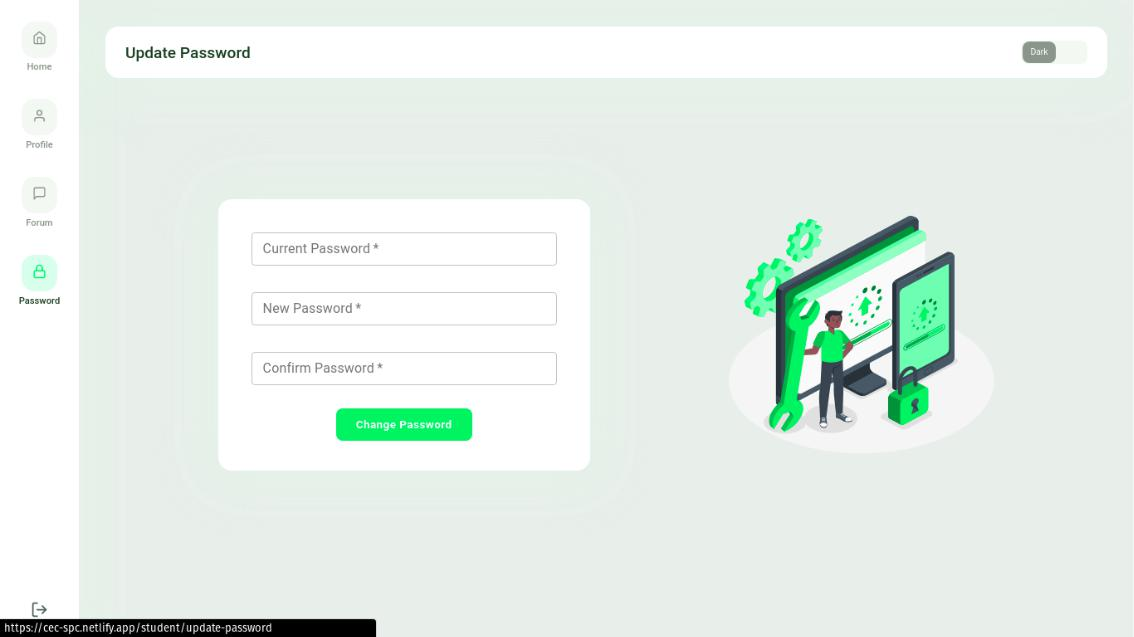 Update Password
Dark
Home
Profile
Forum
Password
Current Password *
New Password *
Confirm Password *
Change Password
https://cec-spc.netlify.app/student/update-password